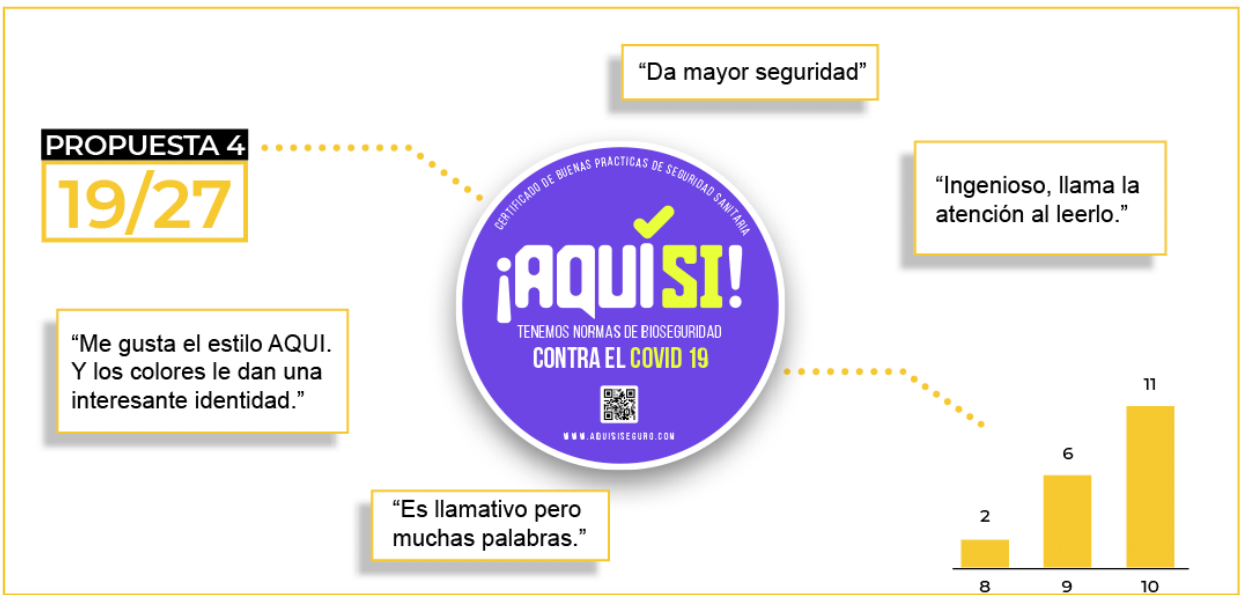 “Da mayor seguridad”
PROPUESTA 4
19/27
“Ingenioso, llama la
atención al leerlo.”
CERTIFICADO DE BUENAS PRACTICAS DE SEGURIDAD SANITARIA
¡AQUÍSI!
TENEMOS NORMAS DE BIOSEGURIDAD
CONTRA EL COVID 19
WWW.AQUISISEGURO.COM
“Me gusta el estilo AQUI.
Y los colores le dan una
interesante identidad.”
“Es llamativo pero
muchas palabras.”
2
6
11
8
9
10